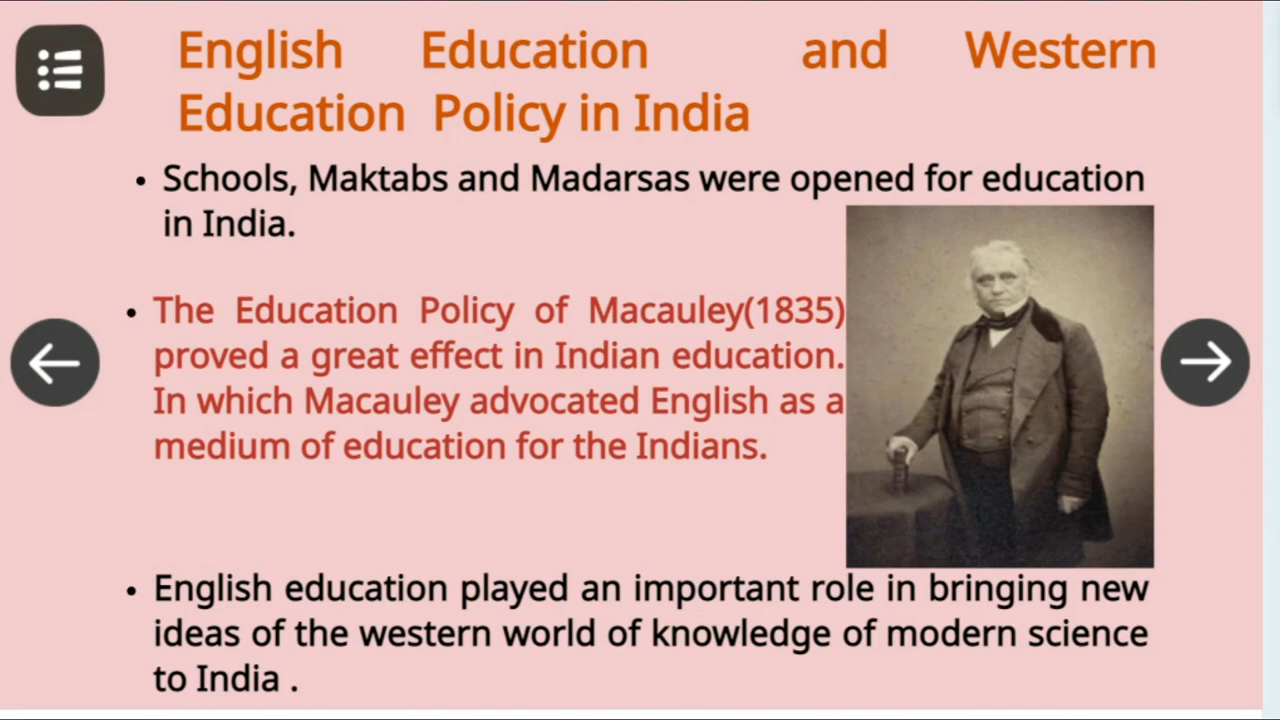 English Education and Western
Education Policy in India
• Schools, Maktabs and Madarsas were opened for education
in India.
• The Education Policy of Macauley(1835)
proved a great effect in Indian education.
In which Macauley advocated English as a
medium of education for the Indians.
• English education played an important role in bringing new
ideas of the western world of knowledge of modern science
to India .